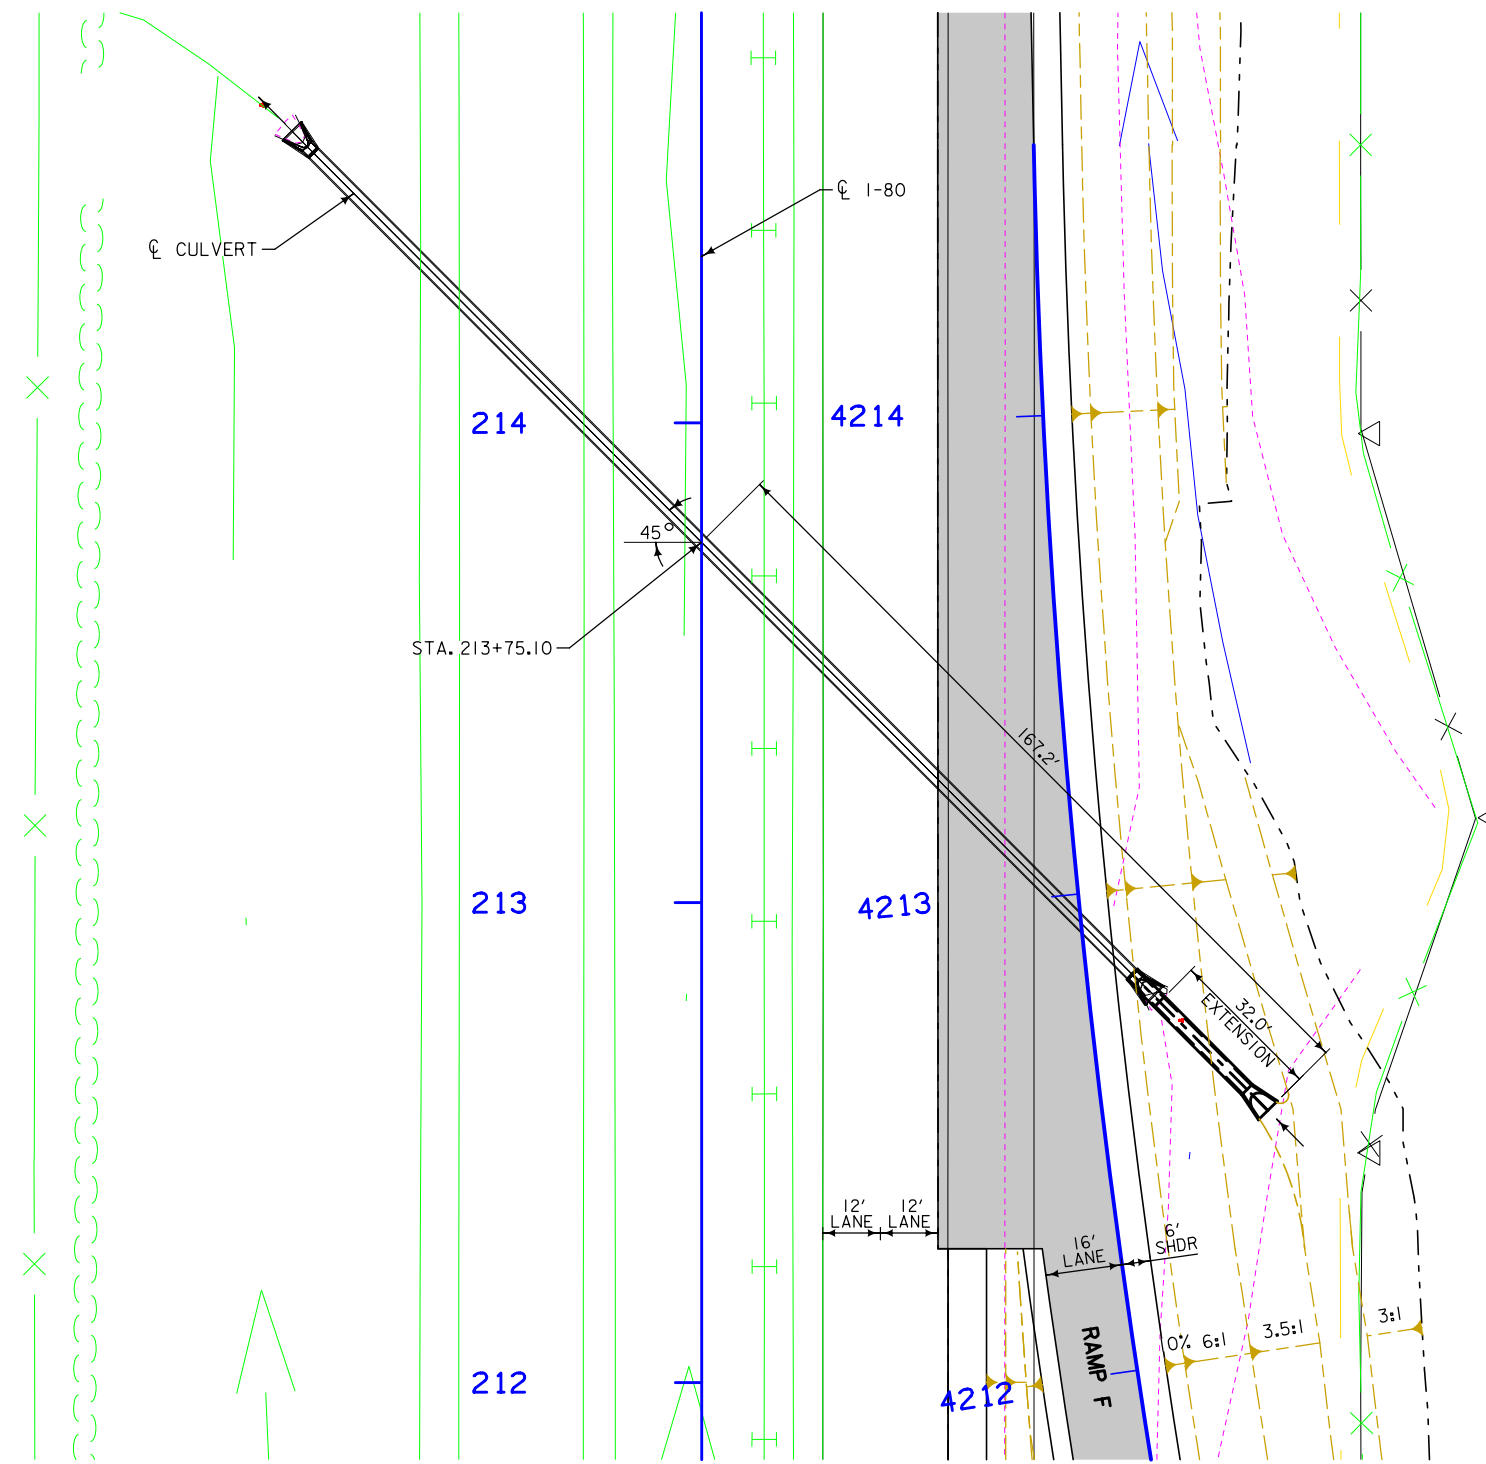 ℄ I-80
℄ CULVERT
214
4214
45°
STA. 213+75.10
167.2'
213
4213
32.0'
EXTENSION
12'
LANE
12'
LANE
16'
LANE
6'
SHDR
RAMP F
0% 6:1
3.5:1
3:1
212
4212